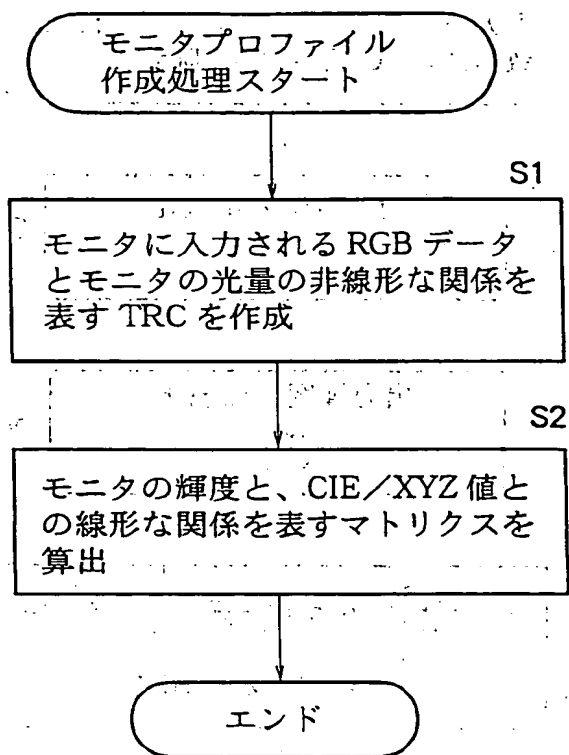 モニタプロファイル
作成処理スタート
S1
モニタに入力される RGB データ
とモニタの光量の非線形な関係を
表す TRC を作成
S2
モニタの輝度と、CIE／XYZ 値と
の線形な関係を表すマトリクスを
算出
エンド